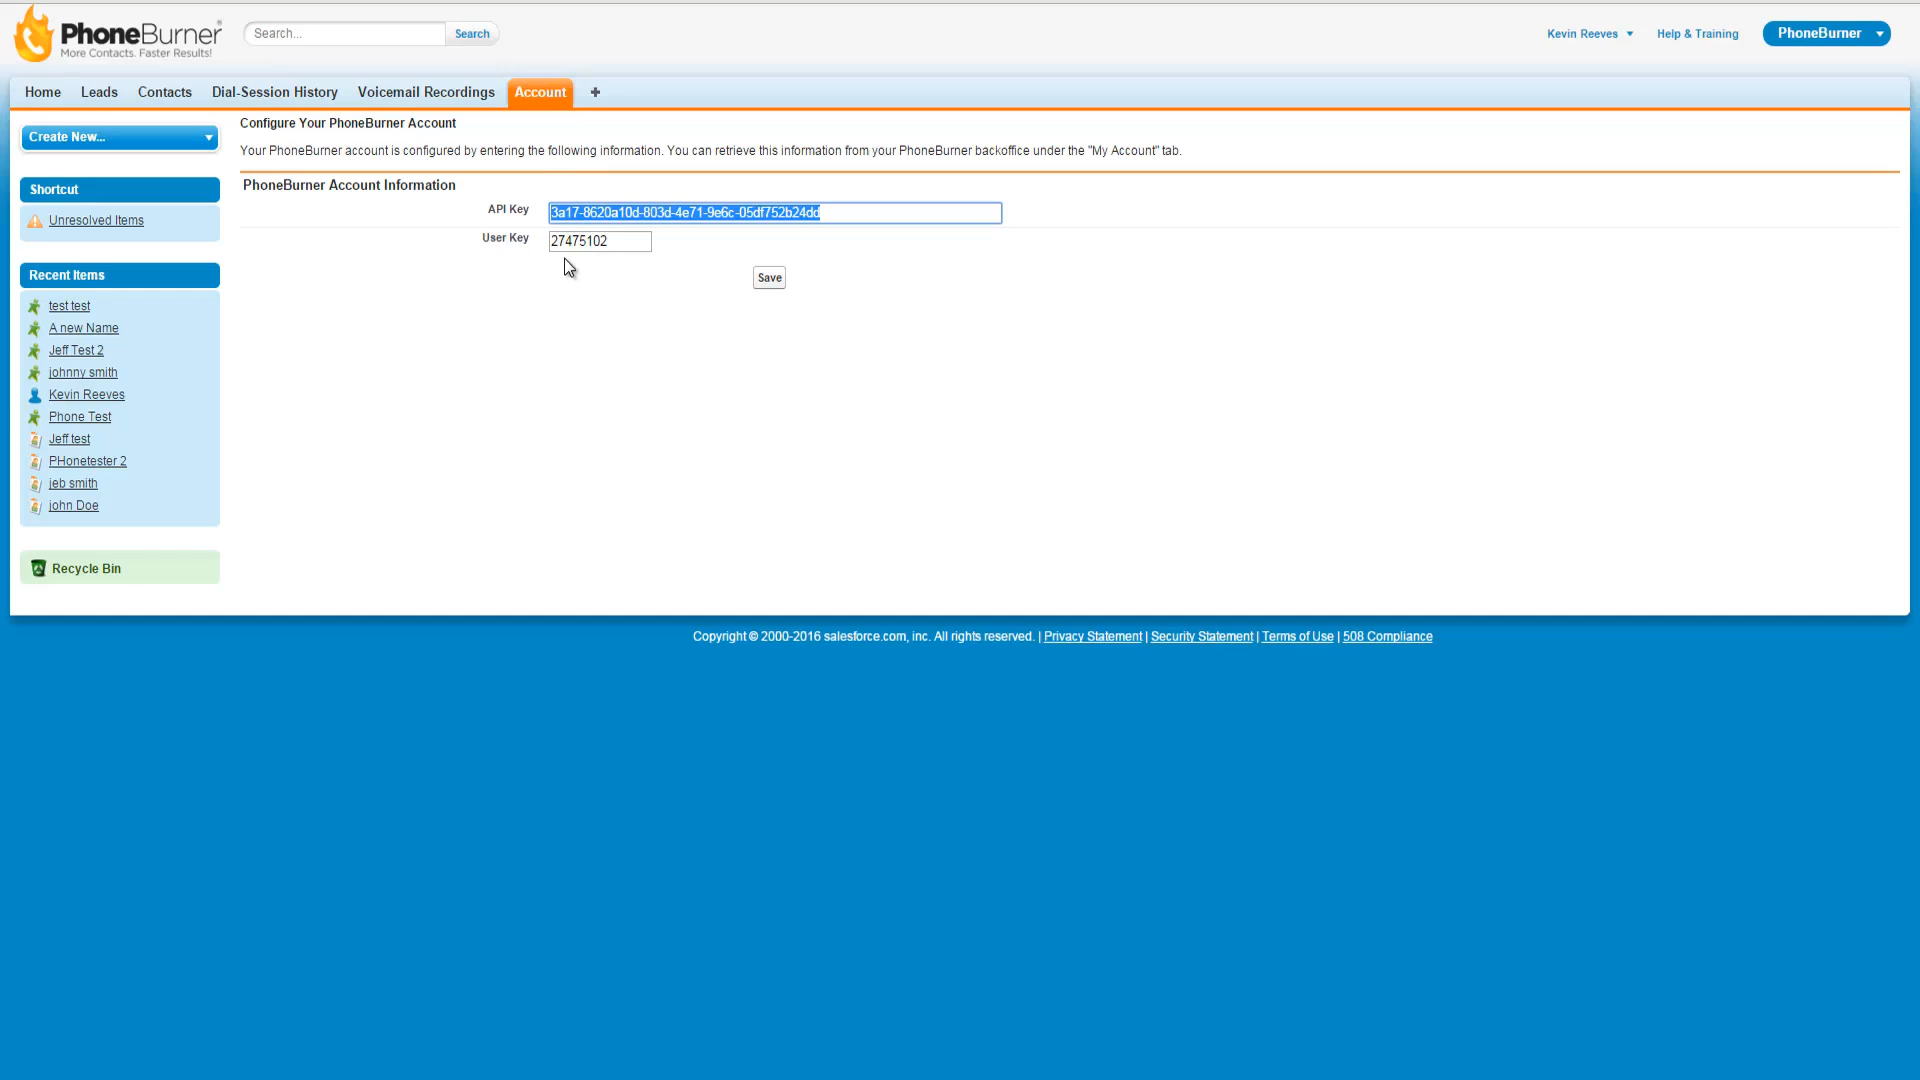 PhoneBurner®
More Contacts. Faster Results!
Search...
Search
Kevin Reeves
Help & Training
PhoneBurner
Home
Leads
Contacts
Dial-Session History
Voicemail Recordings
Account
Create New...
Configure Your PhoneBurner Account
Your PhoneBurner account is configured by entering the following information. You can retrieve this information from your PhoneBurner backoffice under the "My Account" tab.
PhoneBurner Account Information
API Key
3a17-8620a10d-803d-4e71-9e6c-05df752b24dd
User Key
27475102
Save
Shortcut
Unresolved Items
Recent Items
test test
A new Name
Jeff Test 2
johnny smith
Kevin Reeves
Phone Test
Jeff test
PHonetester 2
jeb smith
john Doe
Recycle Bin
Copyright © 2000-2016 salesforce.com, inc. All rights reserved. | Privacy Statement | Security Statement | Terms of Use | 508 Compliance